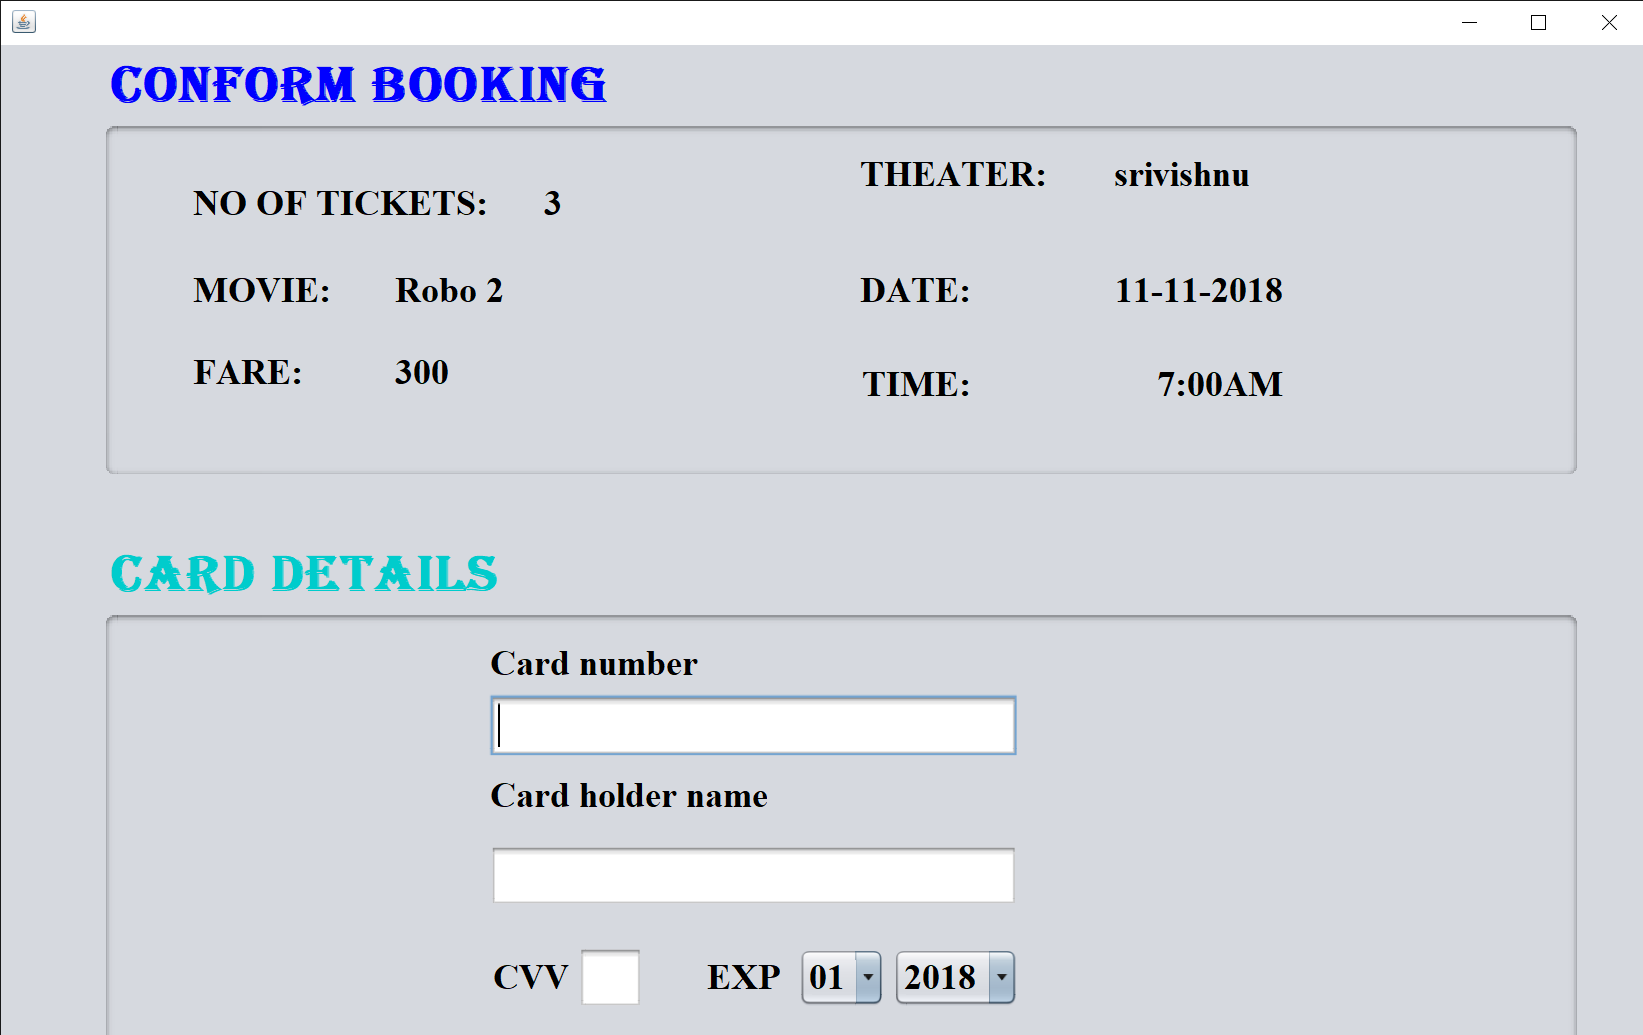 CONFORM BOOKING
NO OF TICKETS: 3
THEATER: srivishnu
MOVIE: Robo 2
DATE: 11-11-2018
FARE: 300
TIME: 7:00AM
CARD DETAILS
Card number
Card holder name
CVV EXP 01 2018